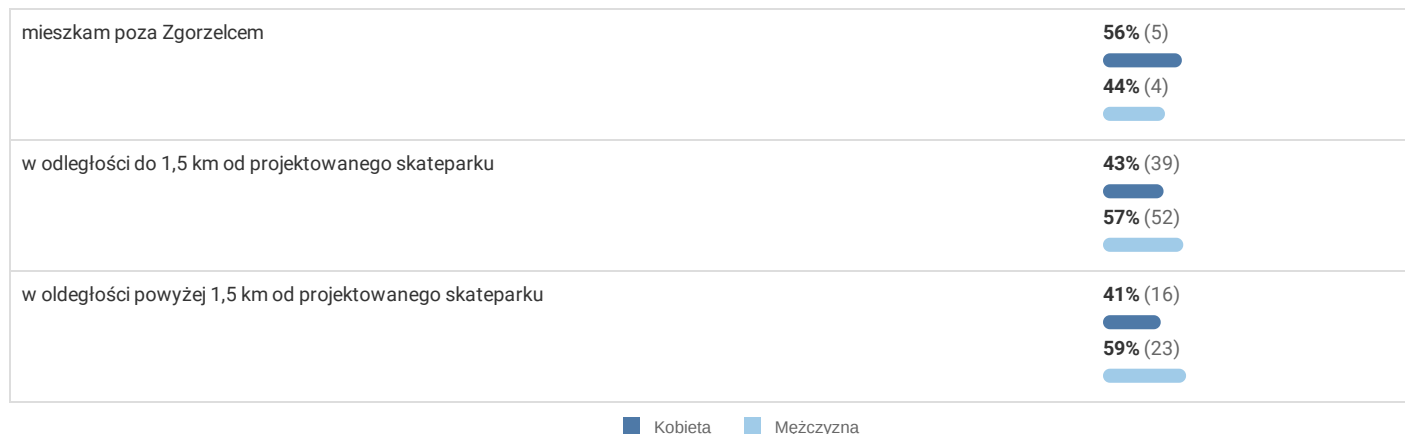 mieszkam poza Zgorzelcem
56% (5)
44% (4)
w odległości do 1,5 km od projektowanego skateparku
43% (39)
57% (52)
w oldegłości powyżej 1,5 km od projektowanego skateparku
41% (16)
59% (23)
Kobieta Mężczyzna